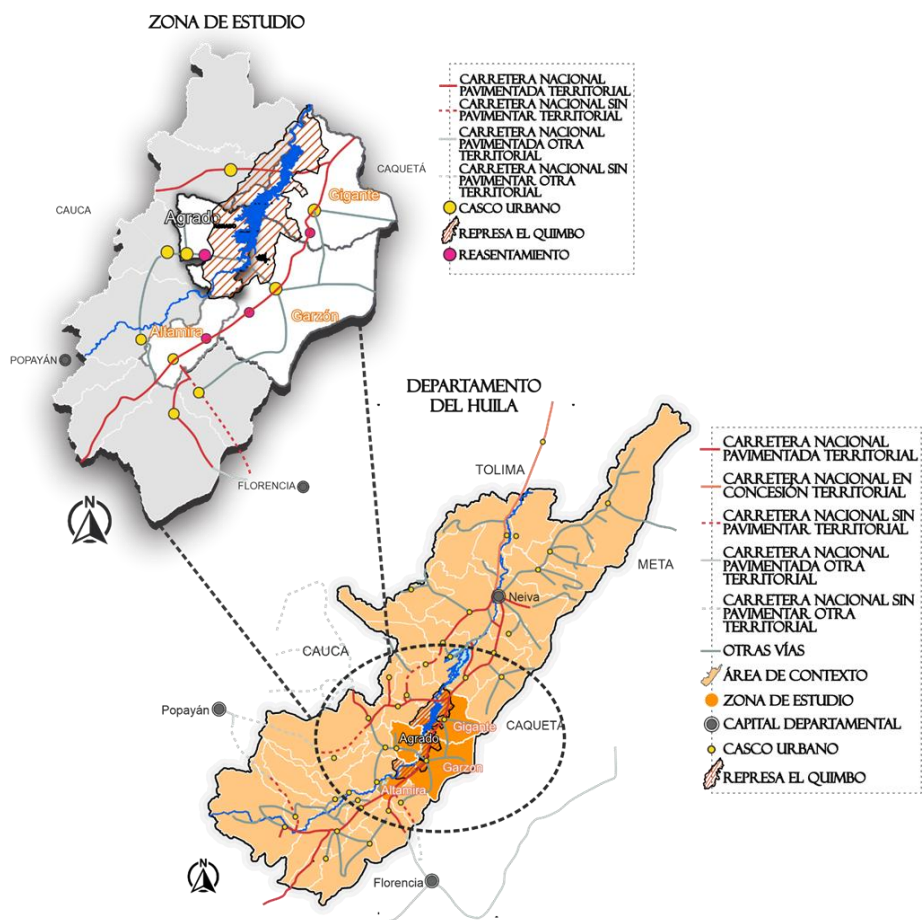 ZONA DE ESTUDIO
CARRETERA NACIONAL
PAVIMENTADA TERRITORIAL
CARRETERA NACIONAL SIN
PAVIMENTAR TERRITORIAL
CARRETERA NACIONAL
PAVIMENTADA OTRA
TERRITORIAL
CARRETERA NACIONAL SIN
PAVIMENTAR OTRA
TERRITORIAL
CASCO URBANO
REPRESA EL QUIMBO
REASENTAMIENTO
CAQUETÁ
CAUCA
Gigante
Agrado
Garzón
Altamira
POPAYÁN
FLORENCIA
N
DEPARTAMENTO
DEL HUILA
TOLIMA
META
Neiva
CAUCA
Popayán
CAQUETA
Gigante
Agrado
Garzón
Altamira
Florencia
N
CARRETERA NACIONAL
PAVIMENTADA TERRITORIAL
CARRETERA NACIONAL EN
CONCESIÓN TERRITORIAL
CARRETERA NACIONAL SIN
PAVIMENTAR TERRITORIAL
CARRETERA NACIONAL
PAVIMENTADA OTRA
TERRITORIAL
CARRETERA NACIONAL SIN
PAVIMENTAR OTRA
TERRITORIAL
OTRAS VÍAS
ÁREA DE CONTEXTO
ZONA DE ESTUDIO
CAPITAL DEPARTAMENTAL
CASCO URBANO
REPRESA EL QUIMBO